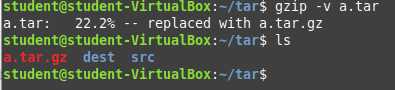 student@student-VirtualBox:~/tar$ gzip -v a.tar
a.tar:   22.2% -- replaced with a.tar.gz
student@student-VirtualBox:~/tar$ ls
a.tar.gz  dest  src
student@student-VirtualBox:~/tar$